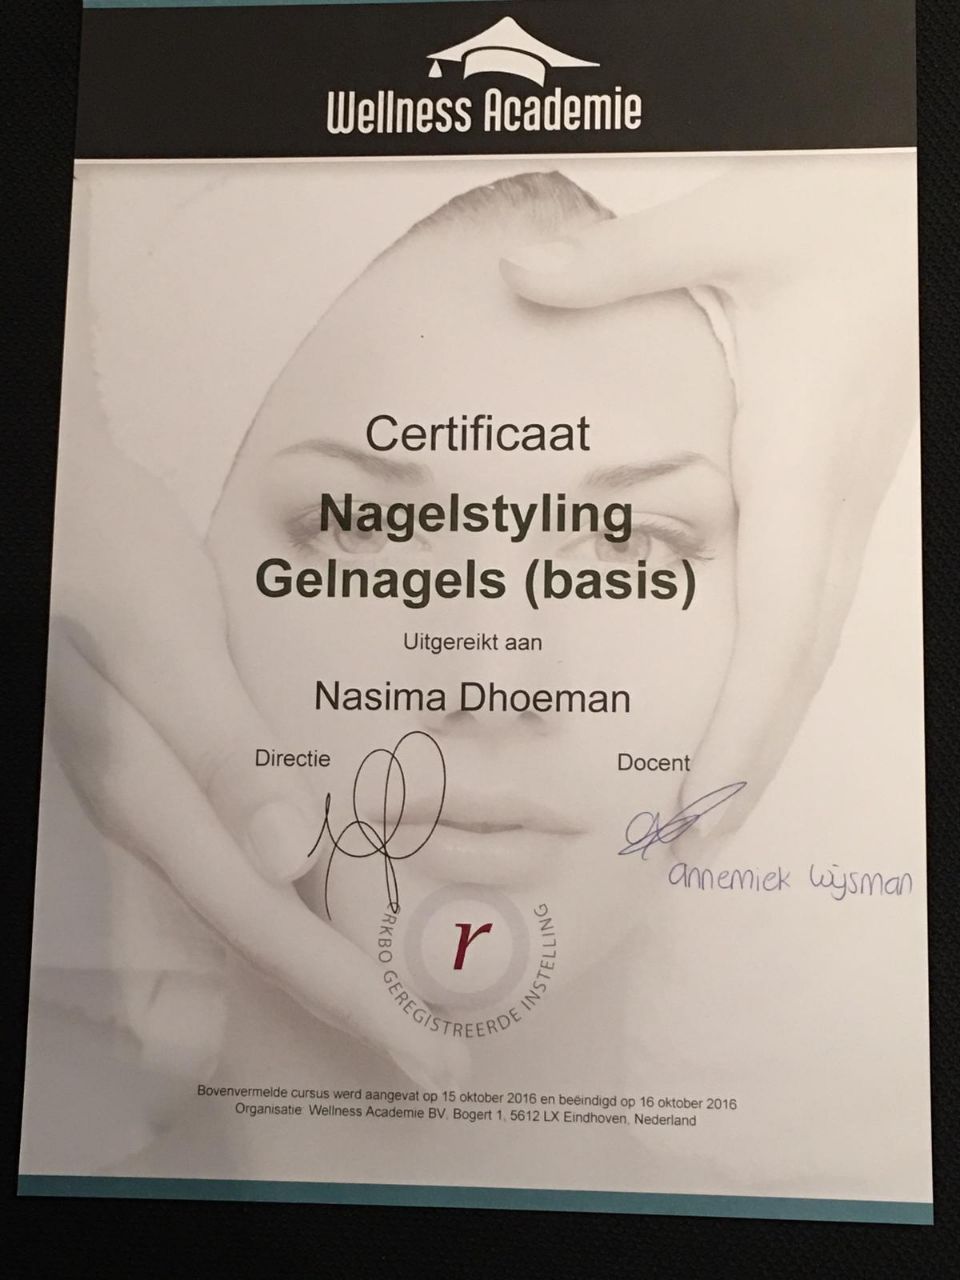 Wellness Academie
Certificaat
Nagelstyling
Gelnagels (basis)
Uitgereikt aan
Nasima Dhoeman
Directie
Docent
annemiek wijsman
RKBO GEREGISTREERDE INSTELLING
r
Bovenvermelde cursus werd aangevat op 15 oktober 2016 en beëindigd op 16 oktober 2016
Organisatie: Wellness Academie BV, Bogert 1, 5612 LX Eindhoven, Nederland